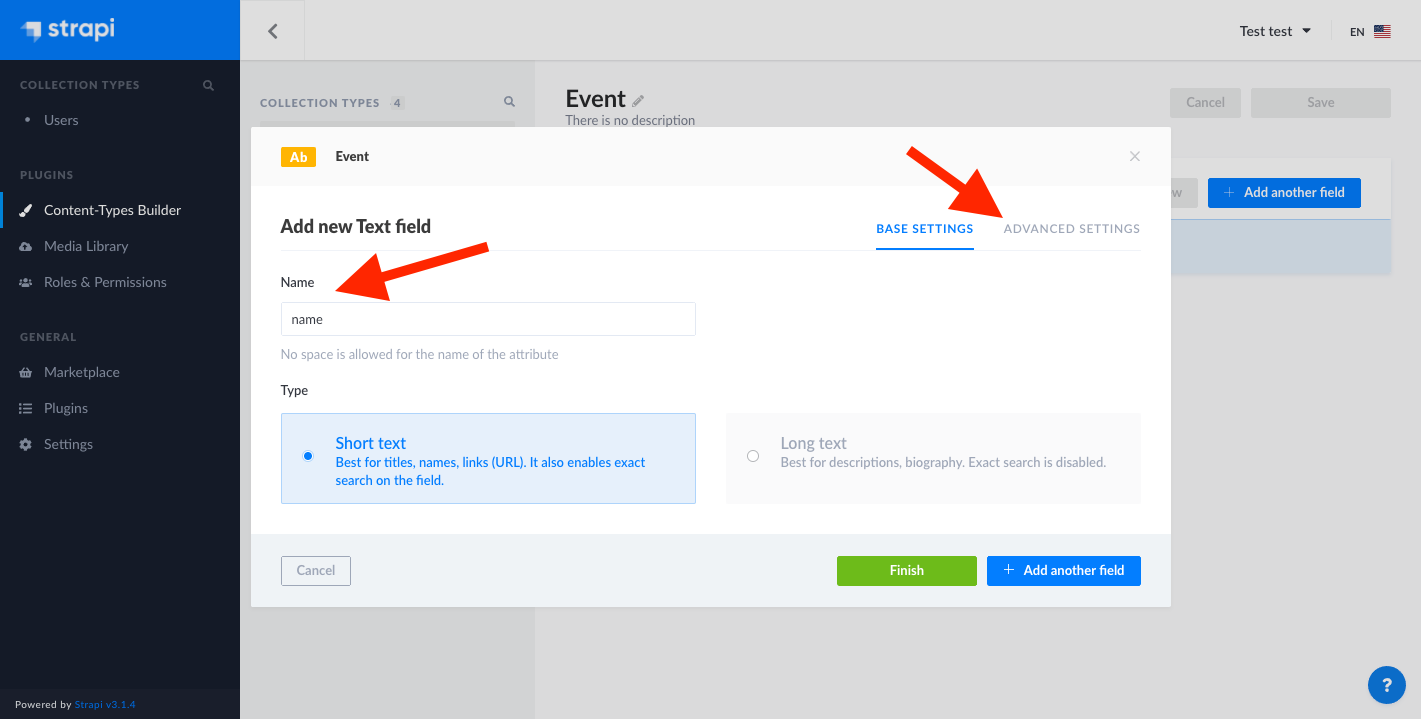 strapi
Test test
EN
COLLECTION TYPES
Users
PLUGINS
Content-Types Builder
Media Library
Roles & Permissions
GENERAL
Marketplace
Plugins
Settings
Powered by Strapi v3.1.4
COLLECTION TYPES 4
Event
There is no description
Cancel
Save
Add another field
Ab Event
Add new Text field
BASE SETTINGS
ADVANCED SETTINGS
Name
name
No space is allowed for the name of the attribute
Type
Short text
Best for titles, names, links (URL). It also enables exact
search on the field.
Long text
Best for descriptions, biography. Exact search is disabled.
Cancel
Finish
+ Add another field
?